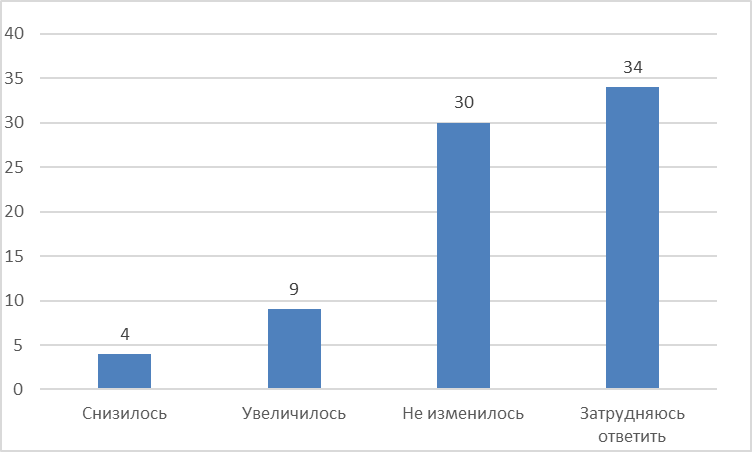 40
35
30
25
20
15
10
5
0
4
9
30
34
Снизилось
Увеличилось
Не изменилось
Затрудняюсь
ответить